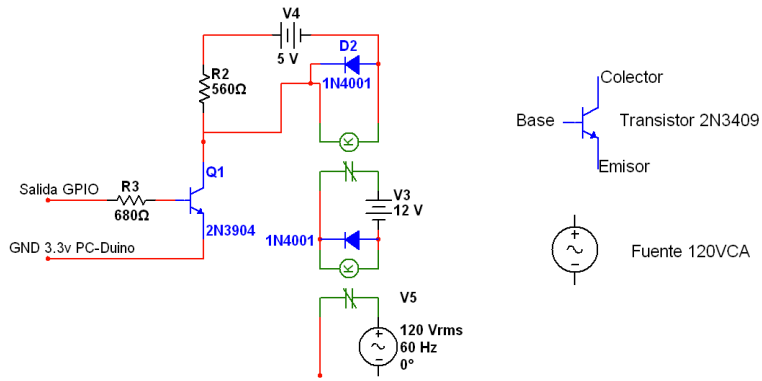 V4
5 V
D2
1N4001
R2
560Ω
Q1
Salida GPIO
R3
680Ω
2N3904
GND 3.3v PC-Duino
V3
12 V
1N4001
V5
120 Vrms
60 Hz
0°
K
K
Colector
Base
Transistor 2N3409
Emisor
Fuente 120VCA